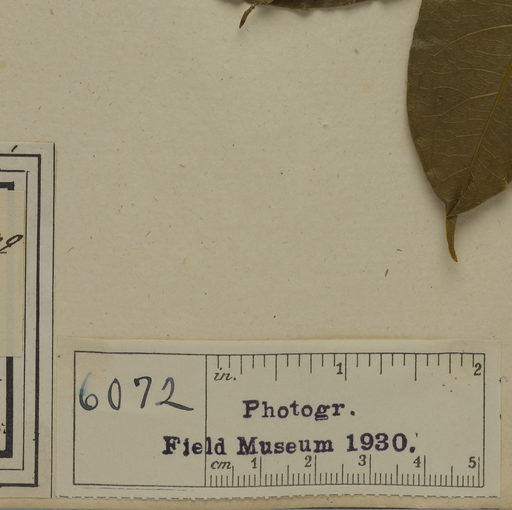 6072
in. 1 2
Photogr.
Field Museum 1930.
cm 1 2 3 4 5